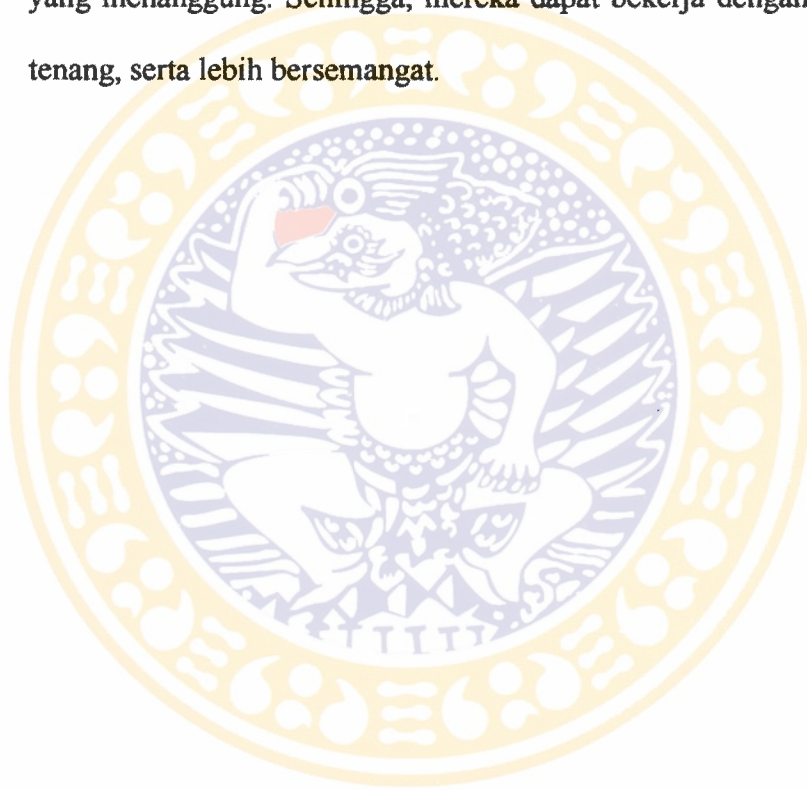 yang menanggung. Sehingga, mereka dapat bekerja dengan
tenang, serta lebih bersemangat.